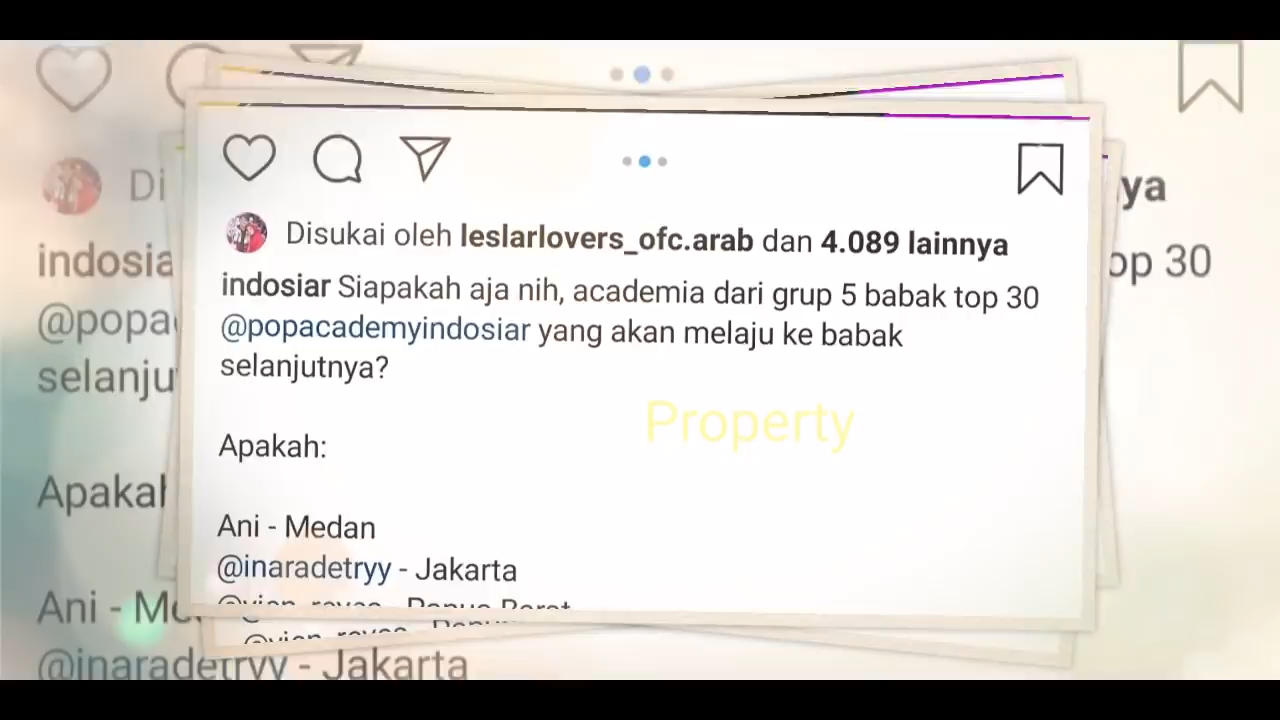 Disukai oleh leslarlovers_ofc.arab dan 4.089 lainnya
indosiar Siapakah aja nih, academia dari grup 5 babak top 30
@popacademyindosiar yang akan melaju ke babak
selanjutnya?
Property
Apakah:
Ani - Medan
@inaradetryy - Jakarta